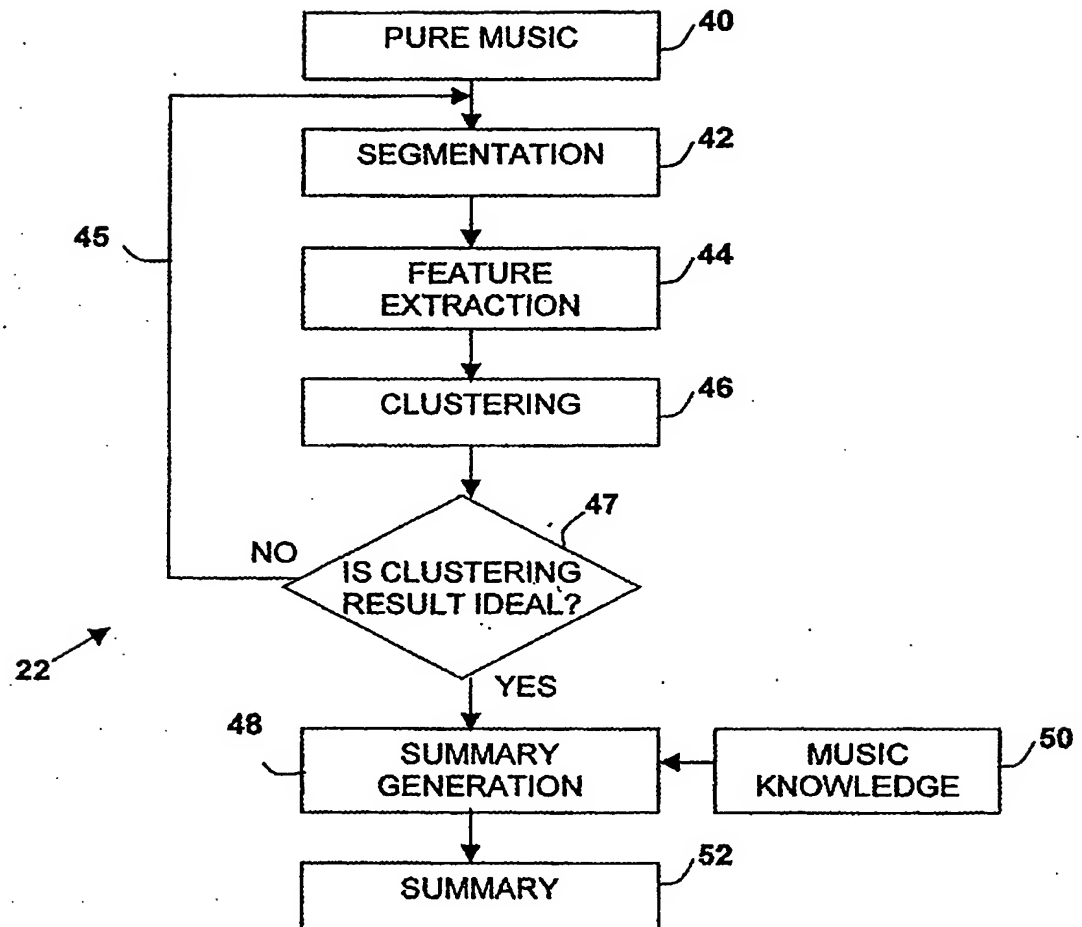 PURE MUSIC
40
SEGMENTATION
42
45
FEATURE
EXTRACTION
44
CLUSTERING
46
47
NO
IS CLUSTERING
RESULT IDEAL?
22
YES
48
SUMMARY
GENERATION
MUSIC
KNOWLEDGE
50
SUMMARY
52